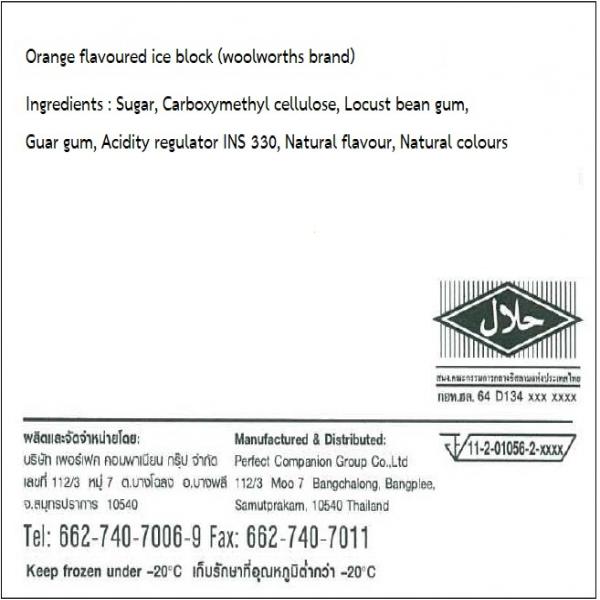 Orange flavoured ice block (woolworths brand)
Ingredients : Sugar, Carboxymethyl cellulose, Locust bean gum,
Guar gum, Acidity regulator INS 330, Natural flavour, Natural colours
حلال
สนง.คณะกรรมการกลางอิสลามแห่งประเทศไทย
กอท.ฮล. 64 D134 xxx xxxx
ผลิตและจัดจำหน่ายโดย:
บริษัท เพอร์เฟค คอมพาเนียน กรุ๊ป จำกัด
เลขที่ 112/3 หมู่ 7 ต.บางโฉลง อ.บางพลี
จ.สมุทรปราการ 10540
Manufactured & Distributed:
Perfect Companion Group Co.,Ltd
112/3 Moo 7 Bangchalong, Bangplee,
Samutprakarn, 10540 Thailand
11-2-01056-2-xxxx
Tel: 662-740-7006-9 Fax: 662-740-7011
Keep frozen under -20°C เก็บรักษาที่อุณหภูมิต่ำกว่า -20°C